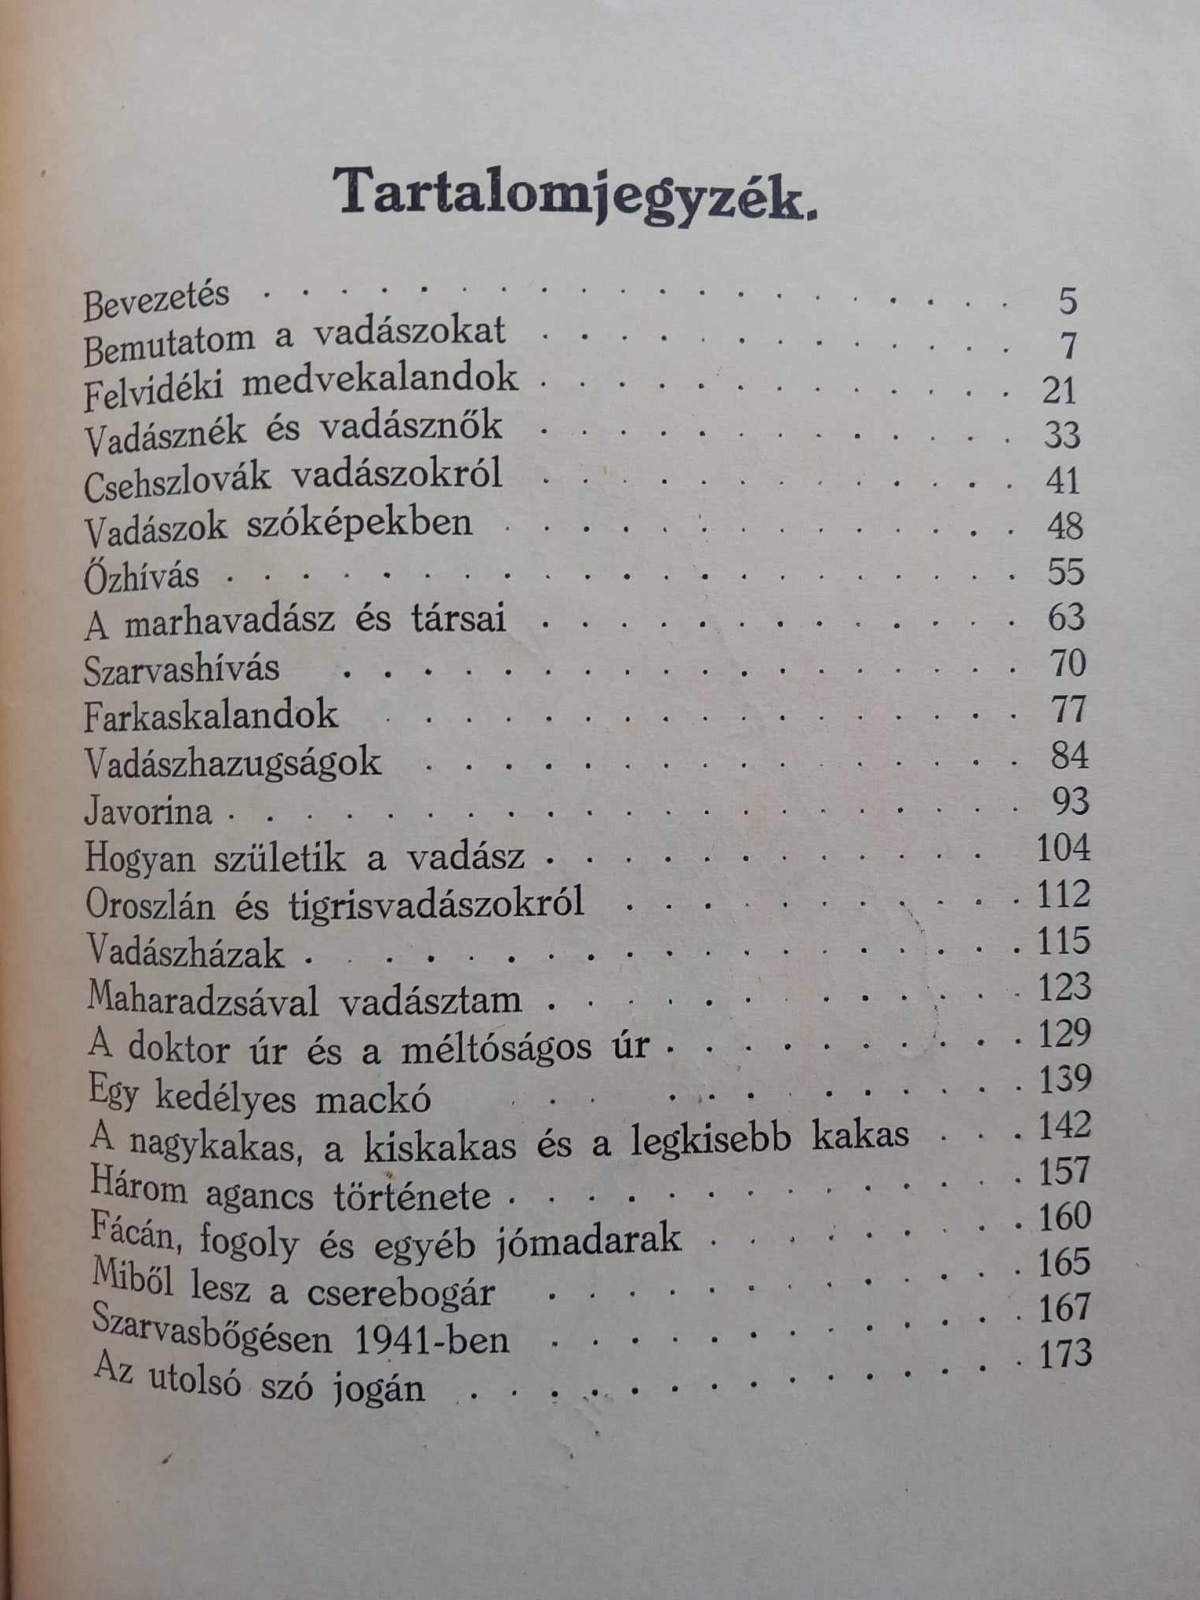 Tartalomjegyzék.
Bevezetés . . . . . . . . . . . . . . . . . . . 5
Bemutatom a vadászokat . . . . . . . . . . . . 7
Felvidéki medvekalandok . . . . . . . . . . . . 21
Vadásznék és vadásznők . . . . . . . . . . . . 33
Csehszlovák vadászokról . . . . . . . . . . . . 41
Vadászok szóképekben . . . . . . . . . . . . . 48
Őzhívás . . . . . . . . . . . . . . . . . . . . 55
A marhavadász és társai . . . . . . . . . . . . 63
Szarvashívás . . . . . . . . . . . . . . . . . 70
Farkaskalandok . . . . . . . . . . . . . . . . 77
Vadászhazugságok . . . . . . . . . . . . . . . 84
Javorina . . . . . . . . . . . . . . . . . . . 93
Hogyan születik a vadász . . . . . . . . . . . 104
Oroszlán és tigrisvadászokról . . . . . . . . . 112
Vadászházak . . . . . . . . . . . . . . . . . . 115
Maharadzsával vadásztam . . . . . . . . . . . . 123
A doktor úr és a méltóságos úr . . . . . . . . . 129
Egy kedélyes mackó . . . . . . . . . . . . 139
A nagykakas, a kiskakas és a legkisebb kakas . . . 142
Három agancs története . . . . . . . . . . . . . 157
Fácán, fogoly és egyéb jómadarak . . . . . . . . 160
Miből lesz a cserebogár . . . . . . . . . . . . 165
Szarvasbőgésen 1941-ben . . . . . . . . . . . . 167
Az utolsó szó jogán . . . . . . . . . . . . . . 173